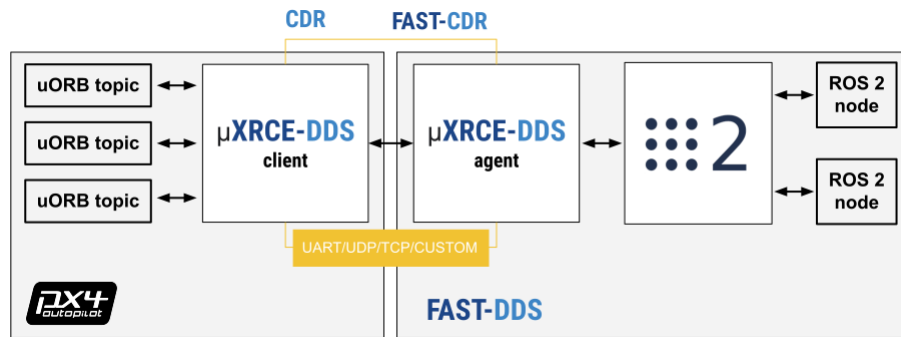 CDR
FAST-CDR
uORB topic
uORB topic
uORB topic
µXRCE-DDS
client
µXRCE-DDS
agent
2
ROS 2
node
ROS 2
node
UART/UDP/TCP/CUSTOM
px4
autopilot
FAST-DDS